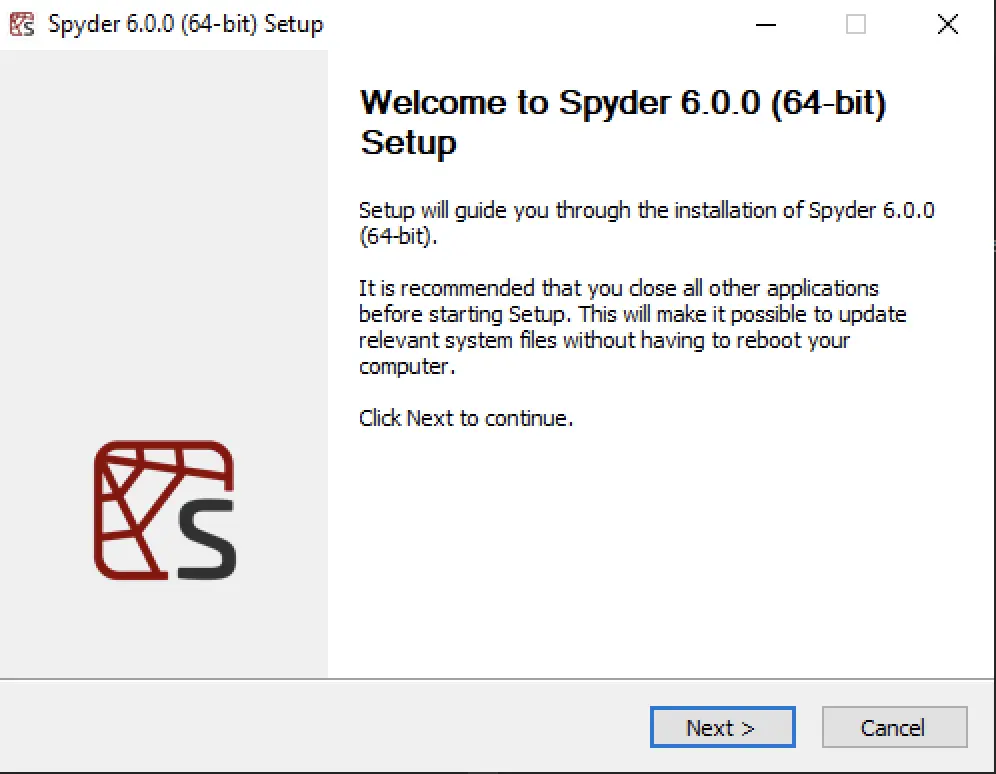 Spyder 6.0.0 (64-bit) Setup
Welcome to Spyder 6.0.0 (64-bit)
Setup
Setup will guide you through the installation of Spyder 6.0.0
(64-bit).
It is recommended that you close all other applications
before starting Setup. This will make it possible to update
relevant system files without having to reboot your
computer.
Click Next to continue.
S
Next >
Cancel